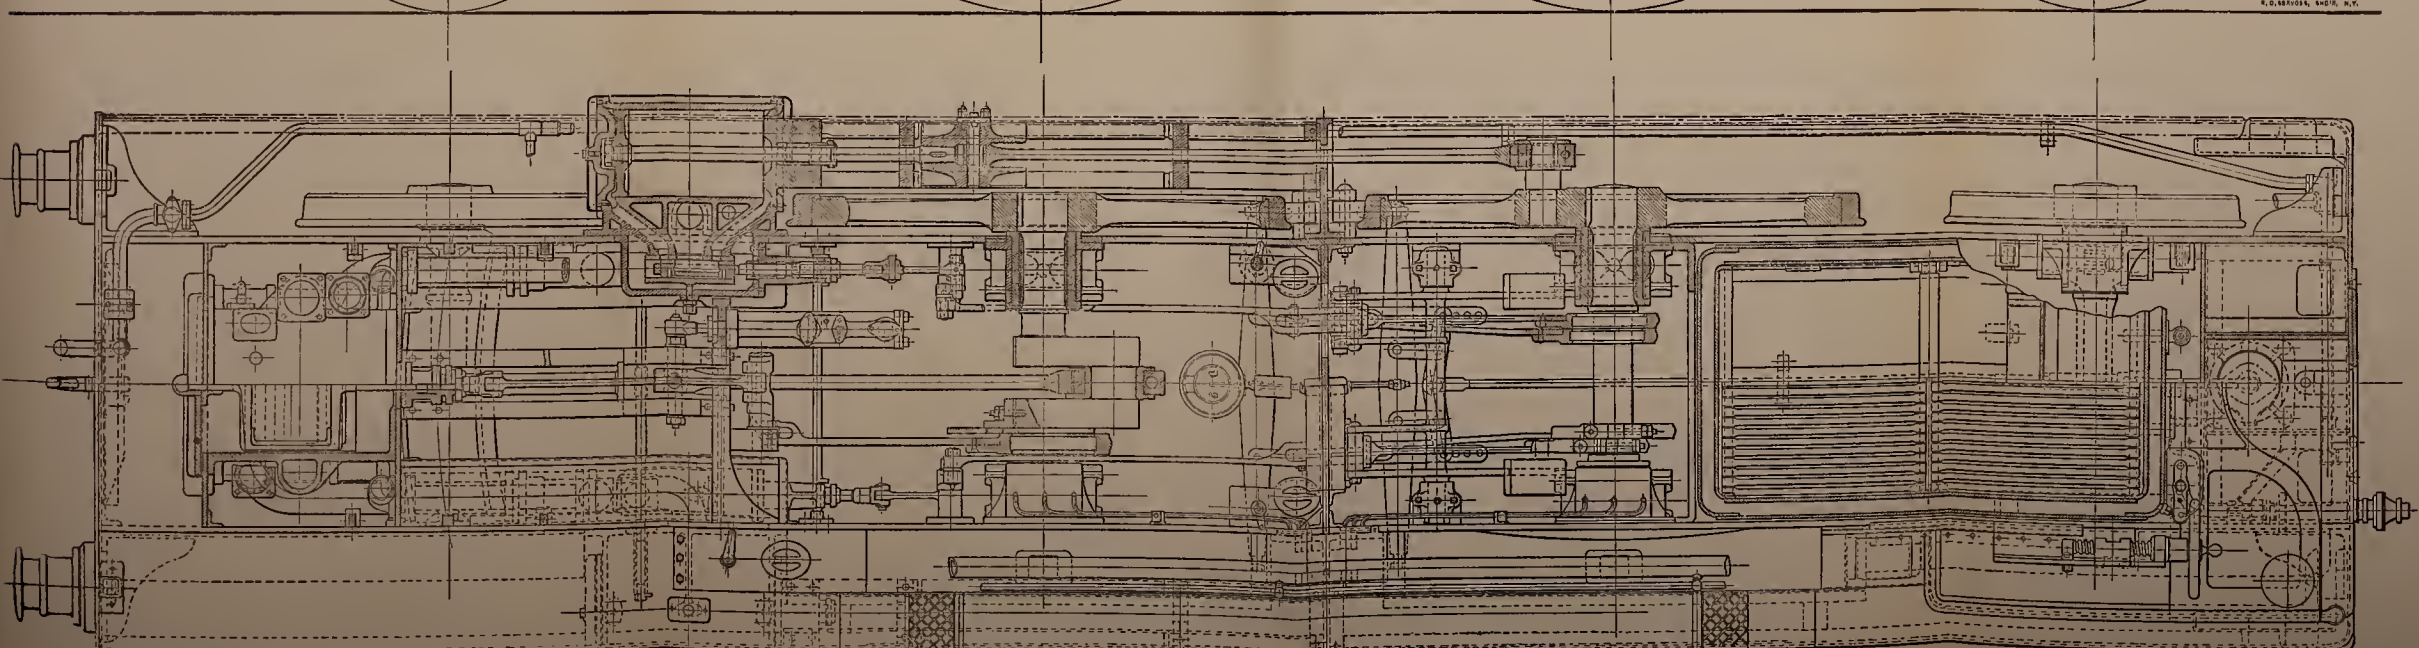 R.D.SERVOSS, ENG'R, N.Y.